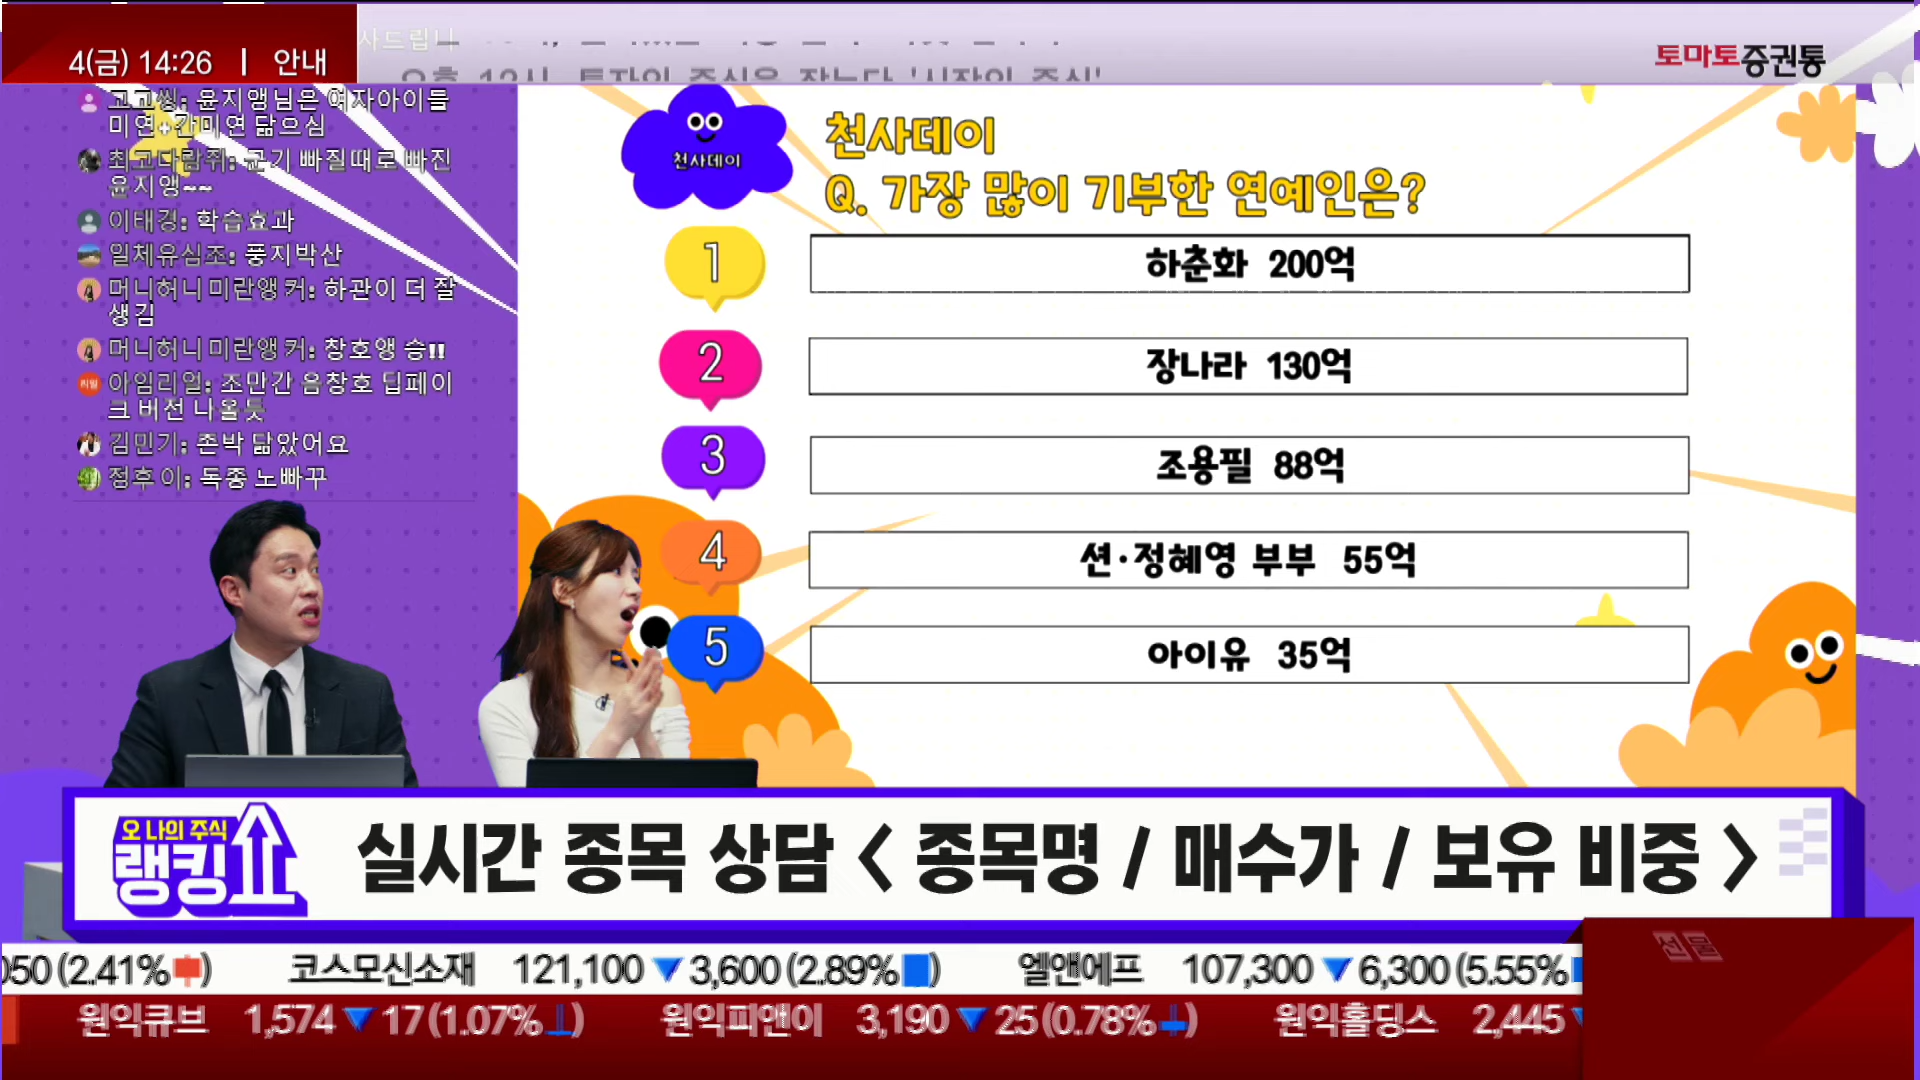 4(금) 14:26 | 안내
토마토증권통
고고씽: 윤지앵님은 여자아이들
미연+간미연 닮으심
최고다람쥐: 군기 빠질때로 빠진
윤지앵~~
이태경: 학습효과
일체유심조: 풍지박산
머니허니 미란앵 커: 하관이 더 잘
생김
머니허니 미란앵 커: 창호앵 승!!
아임리얼: 조만간 음창호 딥페이
크 버전 나올듯
김민기: 존박 닮았어요
정후 이: 독종 노빠꾸
천사데이
천사데이
Q. 가장 많이 기부한 연예인은?
1 하춘화 200억
2 장나라 130억
3 조용필 88억
4 션·정혜영 부부 55억
5 아이유 35억
오 나의 주식
랭킹쇼
실시간 종목 상담 < 종목명 / 매수가 / 보유 비중 >
050 (2.41% ) 코스모신소재 121,100 ▼3,600 (2.89% ) 엘앤에프 107,300 ▼6,300 (5.55%
선물
원익큐브 1,574 ▼17 (1.07% ) 원익피앤이 3,190 ▼25 (0.78% ) 원익홀딩스 2,445